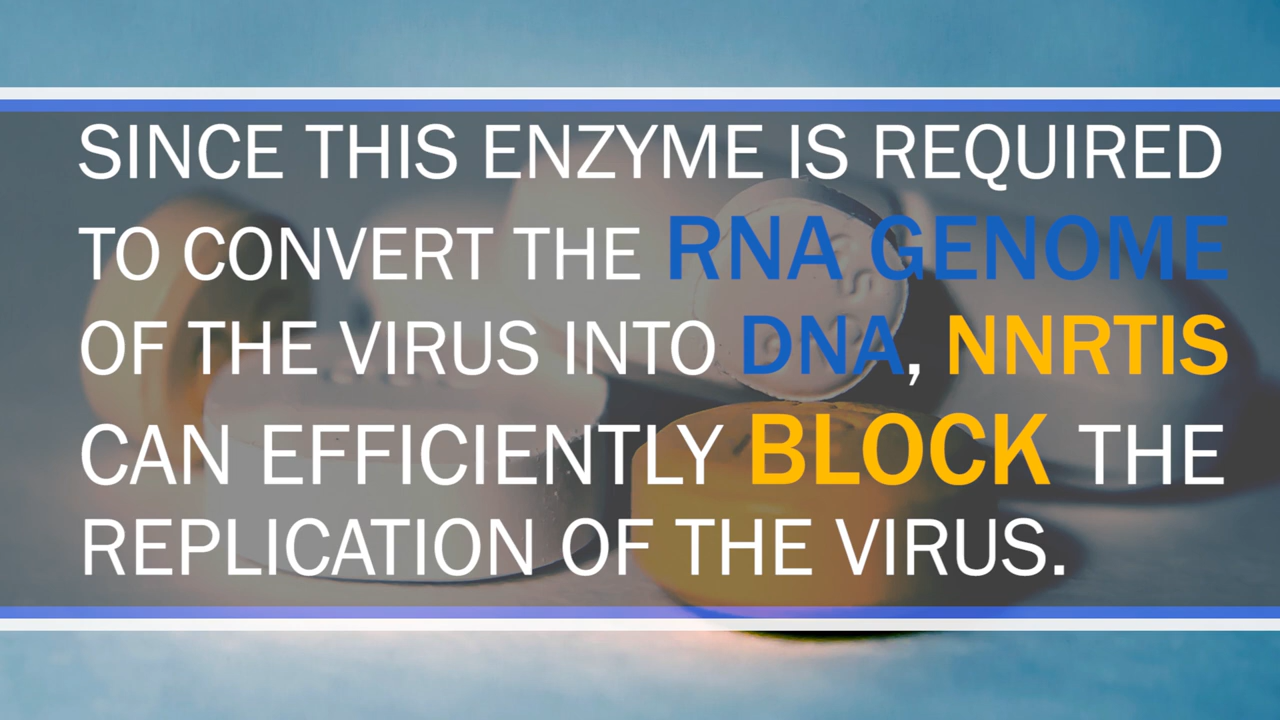 SINCE THIS ENZYME IS REQUIRED
TO CONVERT THE RNA GENOME
OF THE VIRUS INTO DNA, NNRTIS
CAN EFFICIENTLY BLOCK THE
REPLICATION OF THE VIRUS.